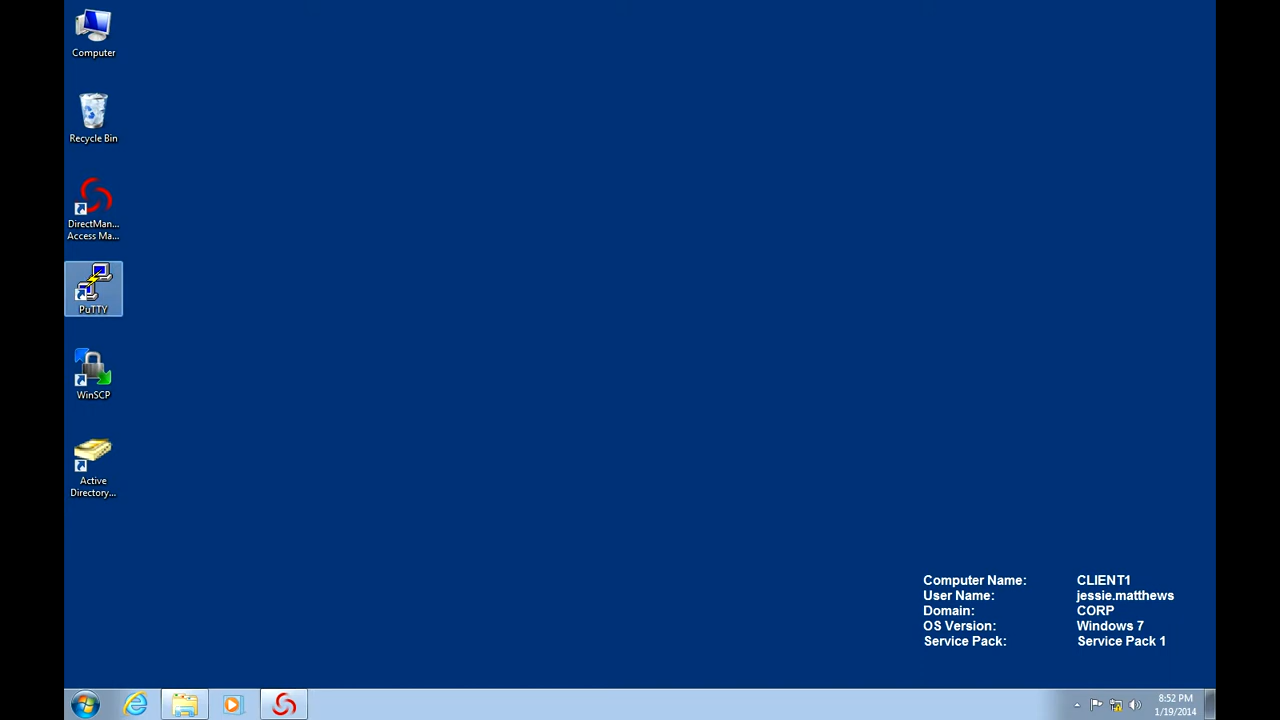 Computer
Recycle Bin
DirectMan...
Access Ma...
PuTTY
WinSCP
Active
Directory...
Computer Name: CLIENT1
User Name: jessie.matthews
Domain: CORP
OS Version: Windows 7
Service Pack: Service Pack 1
8:52 PM
1/19/2014